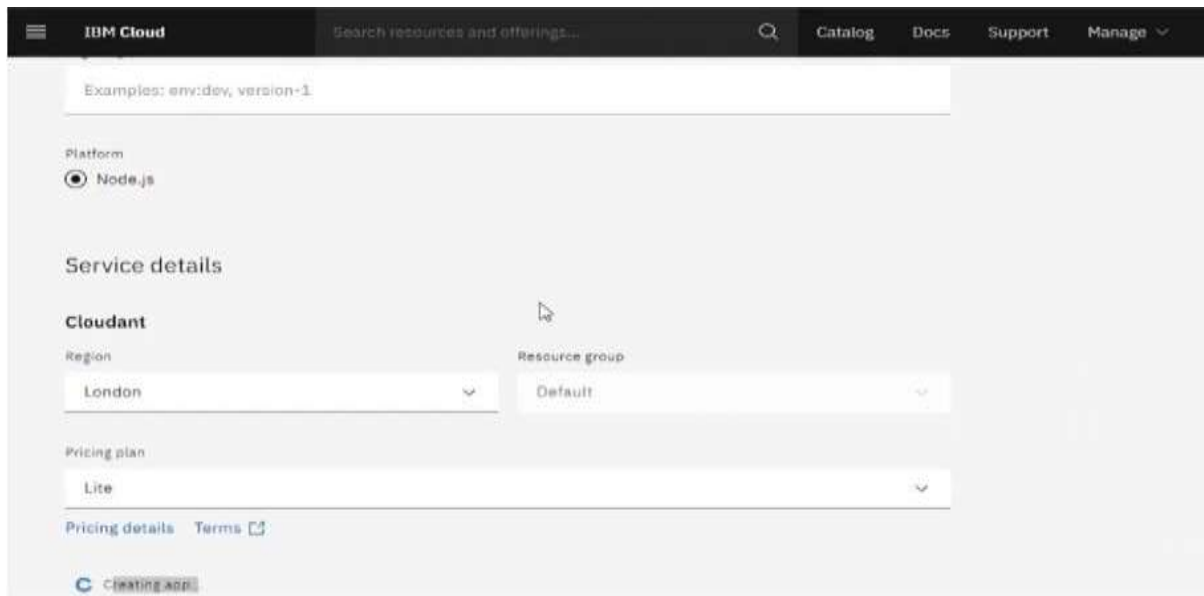 IBM Cloud Search resources and offerings... Catalog Docs Support Manage
Examples: env:dev, version-1
Platform
Node.js
Service details
Cloudant
Region Resource group
London Default
Pricing plan
Lite
Pricing details Terms
Creating app...